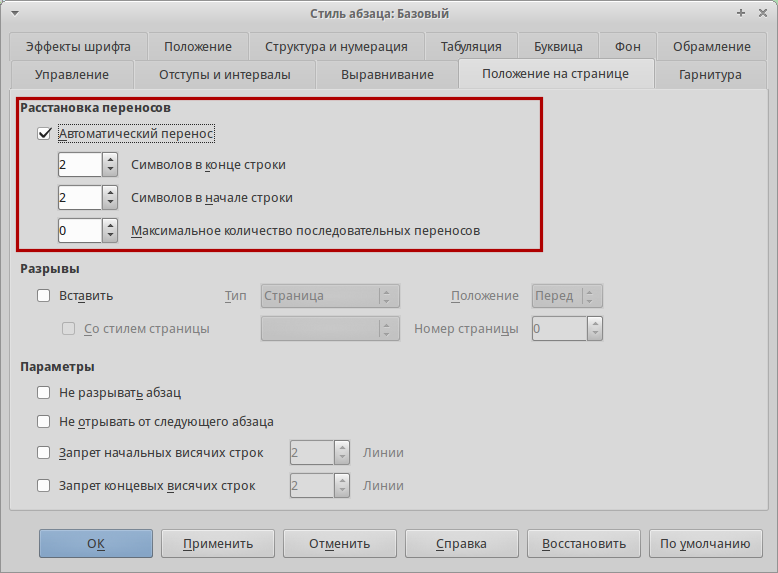 Стиль абзаца: Базовый
Эффекты шрифта Положение Структура и нумерация Табуляция Буквица Фон Обрамление
Управление Отступы и интервалы Выравнивание Положение на странице Гарнитура
Расстановка переносов
Автоматический перенос
2 Символов в конце строки
2 Символов в начале строки
0 Максимальное количество последовательных переносов
Разрывы
Вставить Тип Страница Положение Перед
Со стилем страницы Номер страницы 0
Параметры
Не разрывать абзац
Не отрывать от следующего абзаца
Запрет начальных висячих строк 2 Линии
Запрет концевых висячих строк 2 Линии
ОК Применить Отменить Справка Восстановить По умолчанию